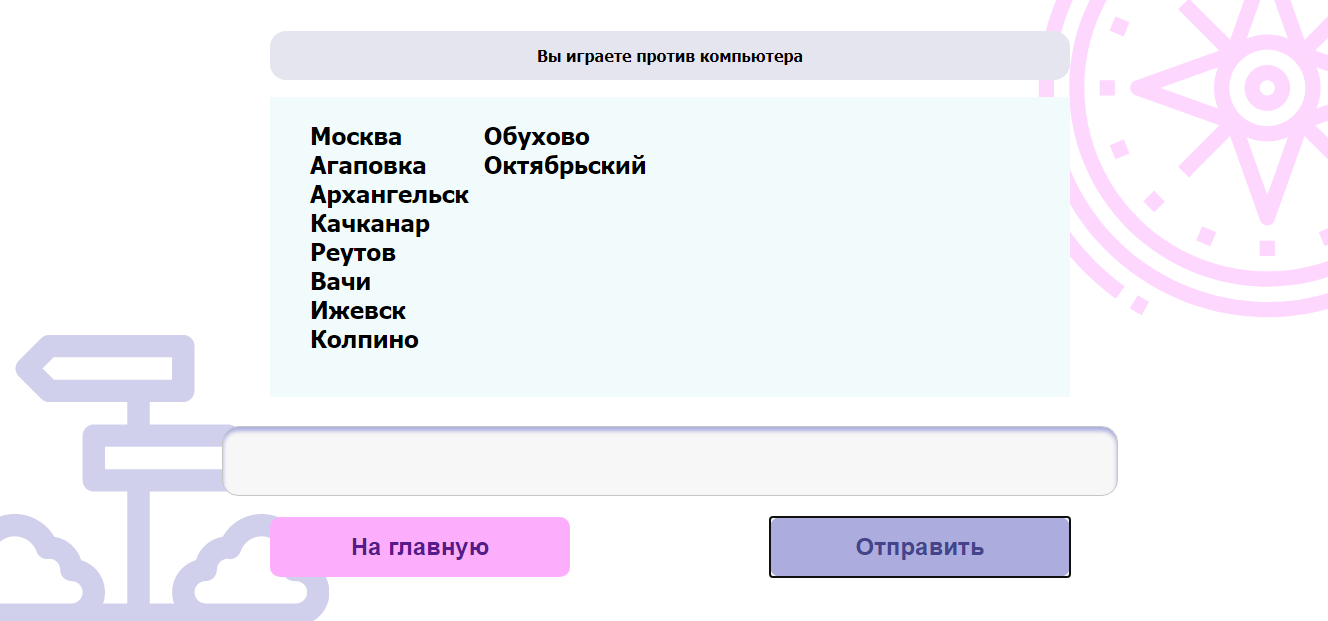 Вы играете против компьютера
Москва
Агаповка
Архангельск
Качканар
Реутов
Вачи
Ижевск
Колпино
Обухово
Октябрьский
На главную
Отправить